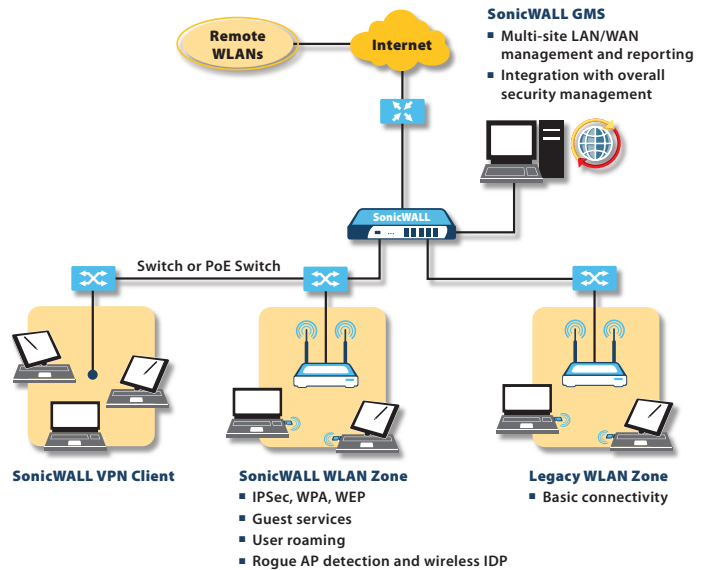 Remote
WLANs
Internet
SonicWALL GMS
▪ Multi-site LAN/WAN
management and reporting
▪ Integration with overall
security management
SonicWALL
Switch or PoE Switch
SonicWALL VPN Client
SonicWALL WLAN Zone
▪ IPSec, WPA, WEP
▪ Guest services
▪ User roaming
▪ Rogue AP detection and wireless IDP
Legacy WLAN Zone
▪ Basic connectivity